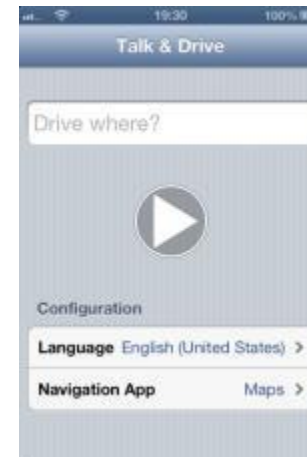 19:30 100%
Talk & Drive
Drive where?
Configuration
Language English (United States)
Navigation App Maps